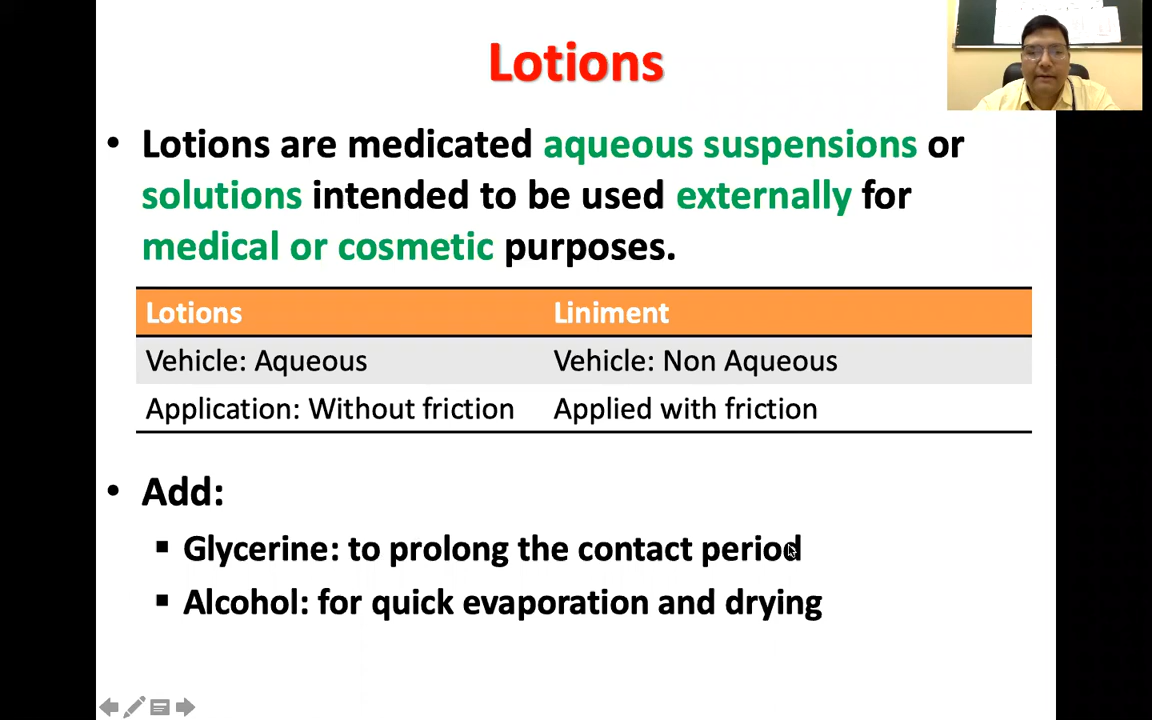 Lotions
• Lotions are medicated aqueous suspensions or
solutions intended to be used externally for
medical or cosmetic purposes.
Lotions Liniment
Vehicle: Aqueous Vehicle: Non Aqueous
Application: Without friction Applied with friction
• Add:
▪ Glycerine: to prolong the contact period
▪ Alcohol: for quick evaporation and drying